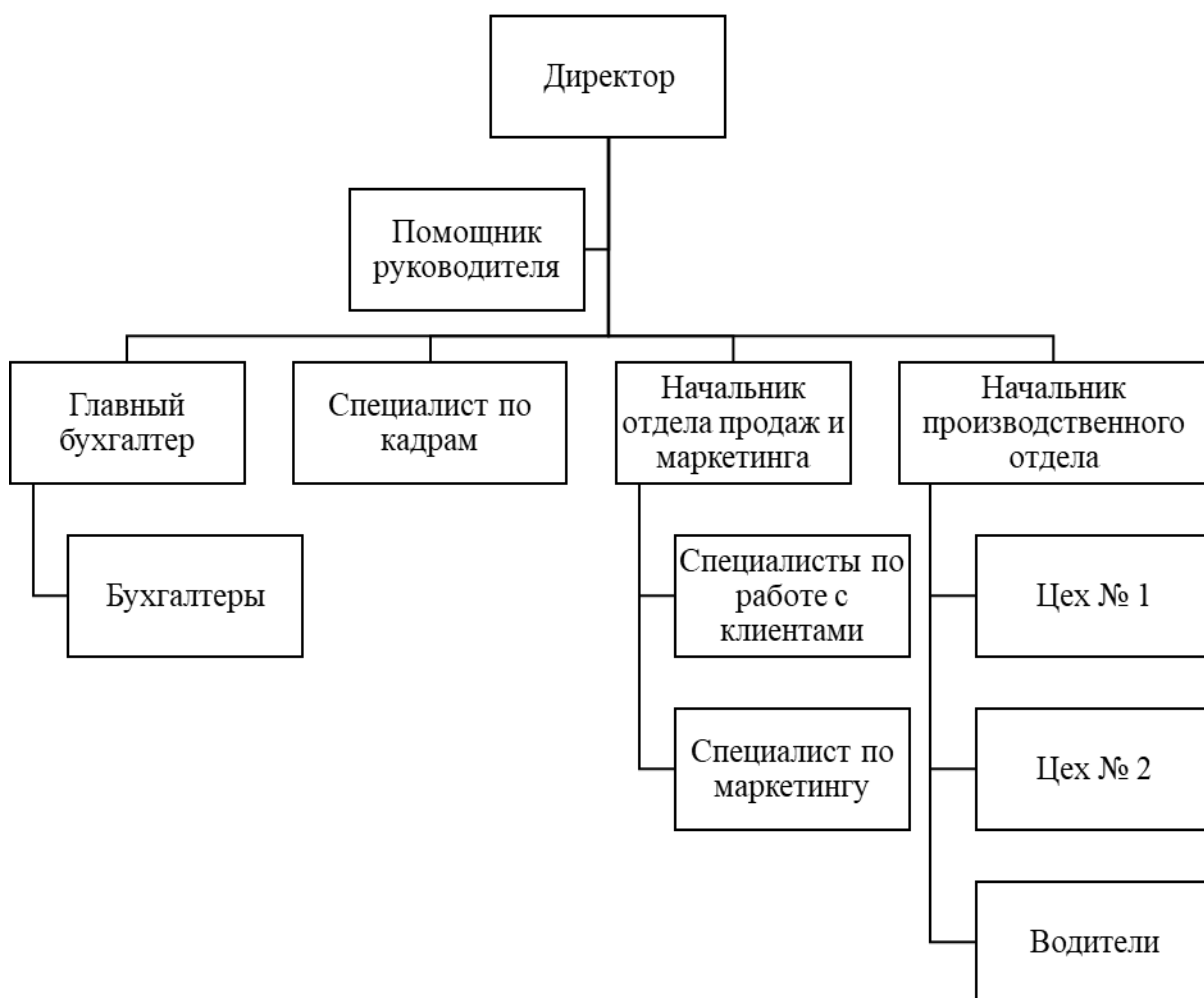 Директор
Помощник
руководителя
Главный
бухгалтер
Специалист по
кадрам
Начальник
отдела продаж и
маркетинга
Начальник
производственного
отдела
Бухгалтеры
Специалисты по
работе с
клиентами
Цех № 1
Специалист по
маркетингу
Цех № 2
Водители